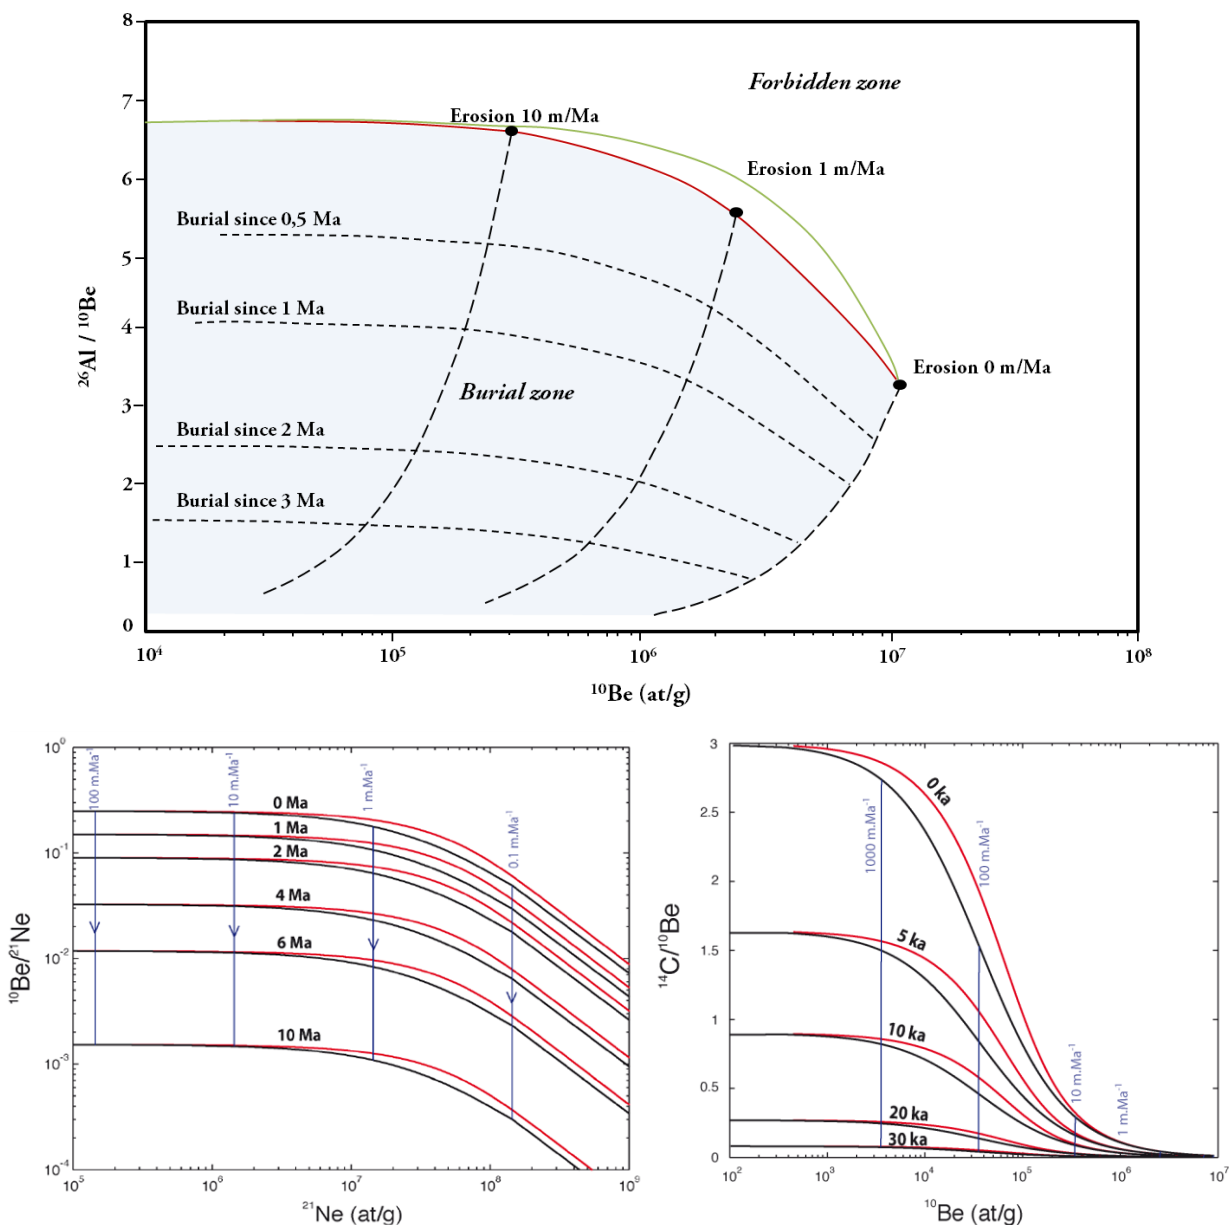 8
Forbidden zone
7
Erosion 10 m/Ma
Erosion 1 m/Ma
6
Burial since 0,5 Ma
5
Burial since 1 Ma
4
²⁶Al / ¹⁰Be
Erosion 0 m/Ma
Burial zone
3
Burial since 2 Ma
2
Burial since 3 Ma
1
0
10⁴ 10⁵ 10⁶ 10⁷ 10⁸
¹⁰Be (at/g)
10⁰
100 m.Ma⁻¹
10 m.Ma⁻¹
1 m.Ma⁻¹
0.1 m.Ma⁻¹
0 Ma
1 Ma
10⁻¹
2 Ma
4 Ma
10⁻²
6 Ma
¹⁰Be/²¹Ne
10 Ma
10⁻³
10⁻⁴
10⁵ 10⁶ 10⁷ 10⁸ 10⁹
²¹Ne (at/g)
3
0 ka
2.5
1000 m.Ma⁻¹
100 m.Ma⁻¹
2
5 ka
1.5
¹⁴C/¹⁰Be
10 ka
1
10 m.Ma⁻¹
1 m.Ma⁻¹
0.5
20 ka
30 ka
0
10² 10³ 10⁴ 10⁵ 10⁶ 10⁷
¹⁰Be (at/g)